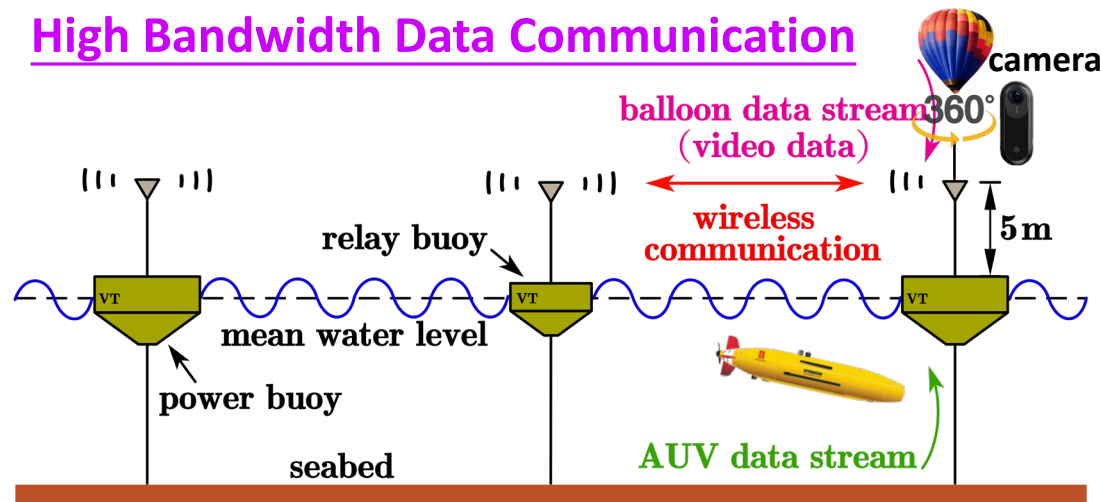 High Bandwidth Data Communication
camera
balloon data stream
(video data)
360°
5 m
wireless
communication
relay buoy
VT
VT
VT
mean water level
power buoy
AUV data stream
seabed